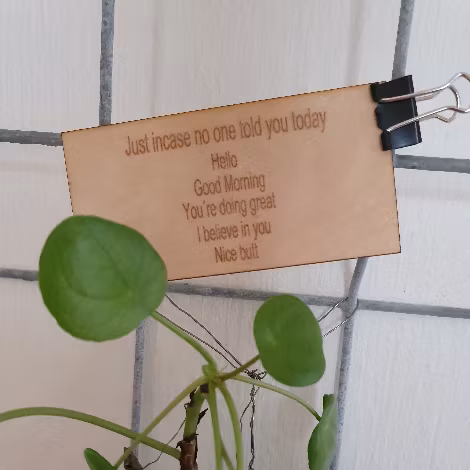 Just incase no one told you today
Hello
Good Morning
You're doing great
I believe in you
Nice butt